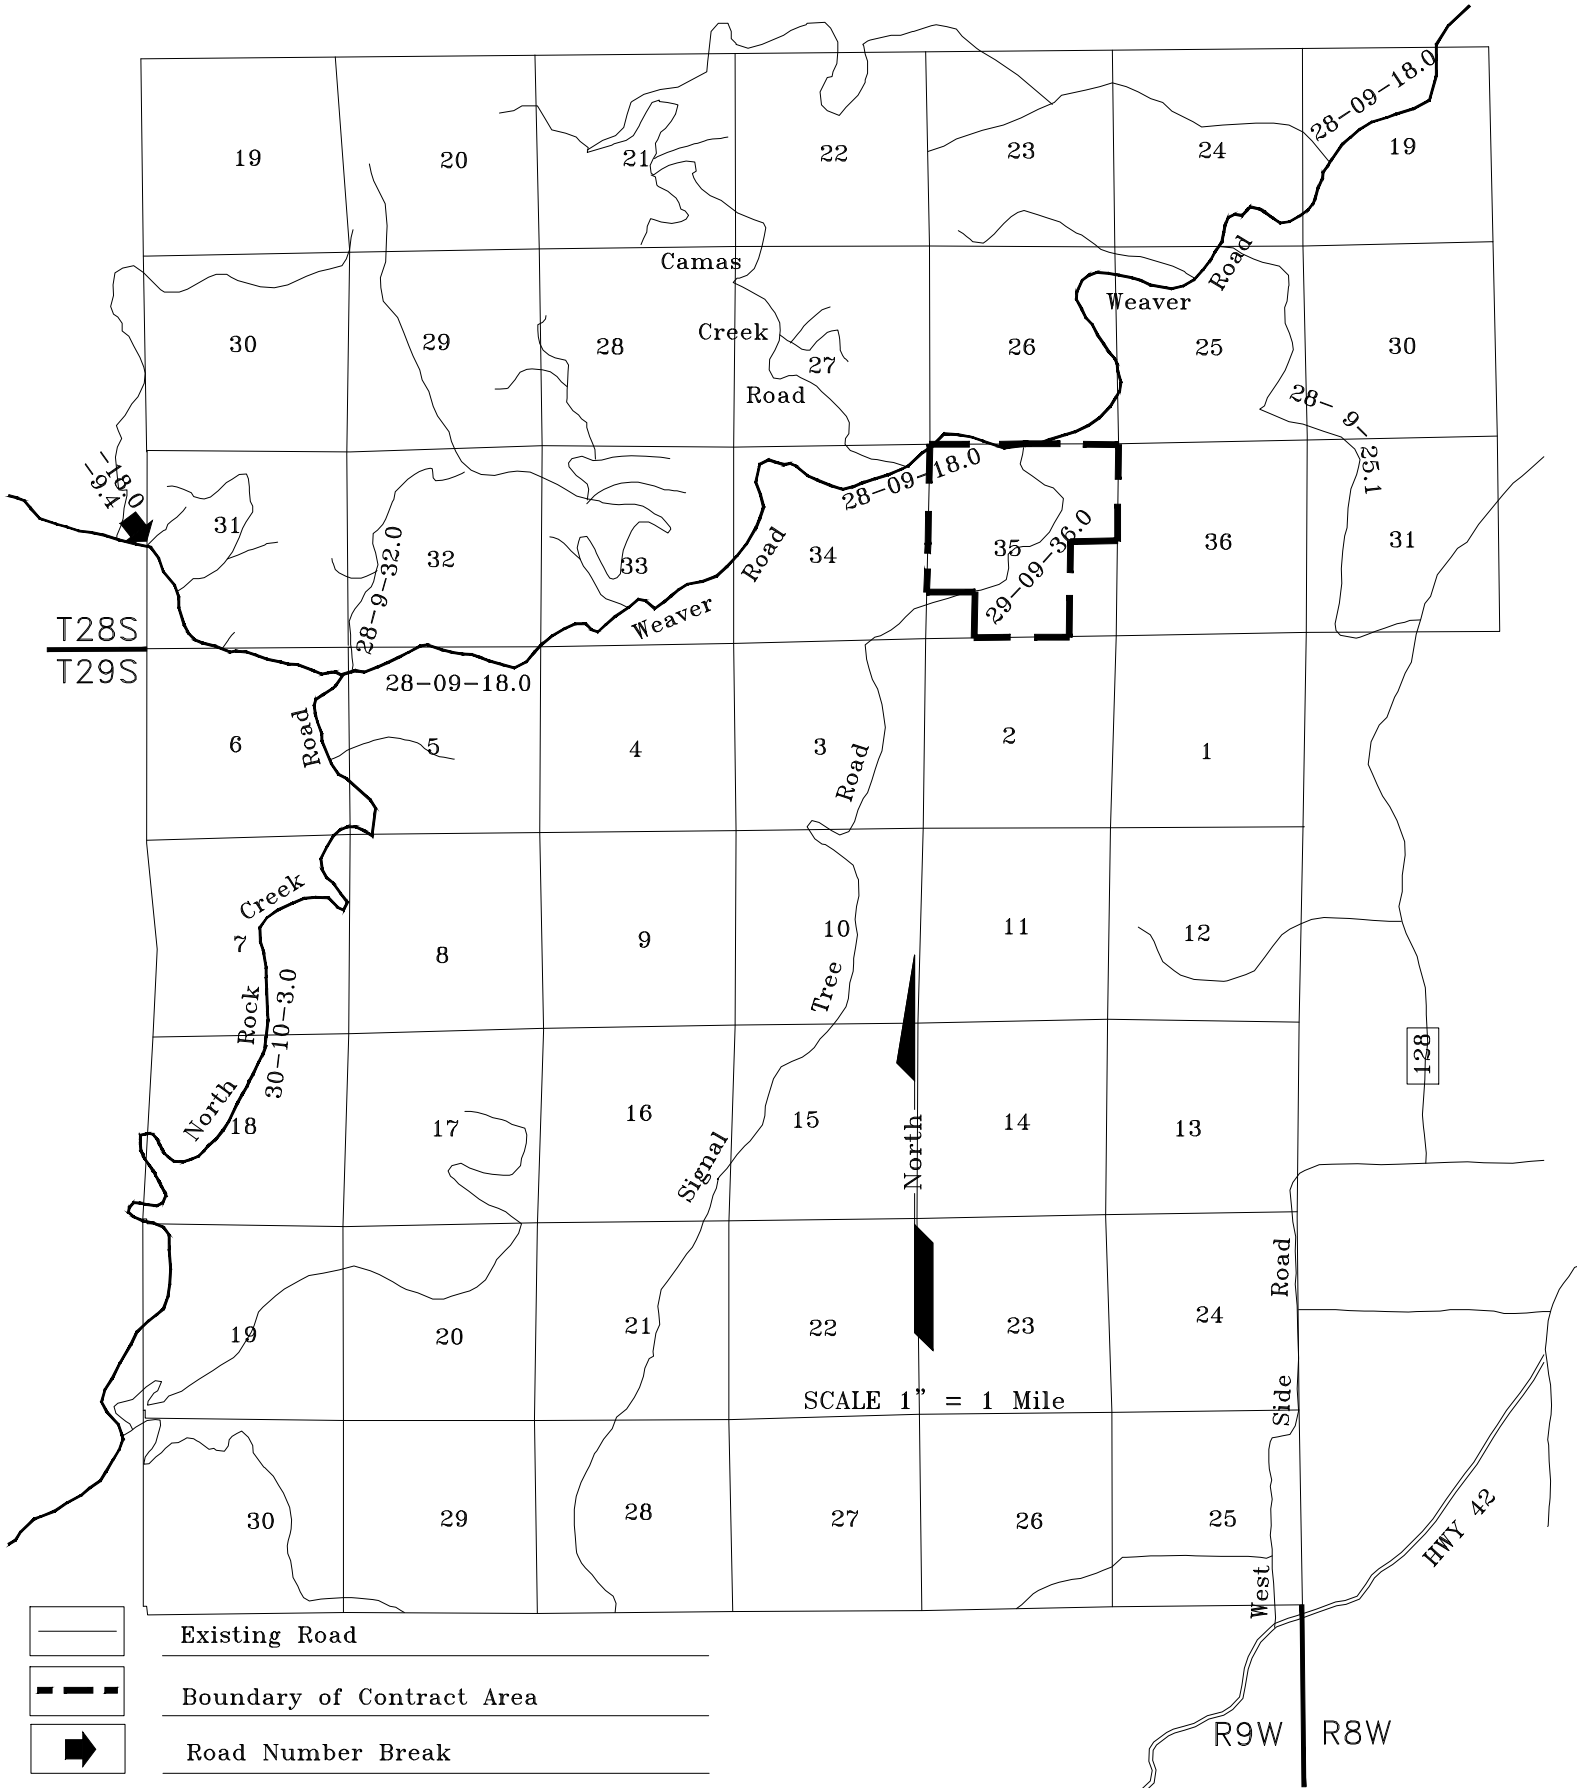 28-09-18.0
19
20
21
22
23
24
19
Camas
Creek
Road
Weaver
Road
30
29
28
27
26
25
30
28- 9-25.1
-18.0
-9.4
28-09-18.0
31
32
33
34
35
36
31
28-9-32.0
Weaver
Road
29-09-36.0
T28S
T29S
28-09-18.0
6
5
4
3
2
1
Road
Road
Creek
7
8
9
10
11
12
Rock
30-10-3.0
Tree
128
North
18
17
16
15
14
13
Signal
North
Road
19
20
21
22
23
24
SCALE 1" = 1 Mile
Side
30
29
28
27
26
25
HWY 42
West
Existing Road
Boundary of Contract Area
Road Number Break
R9W
R8W